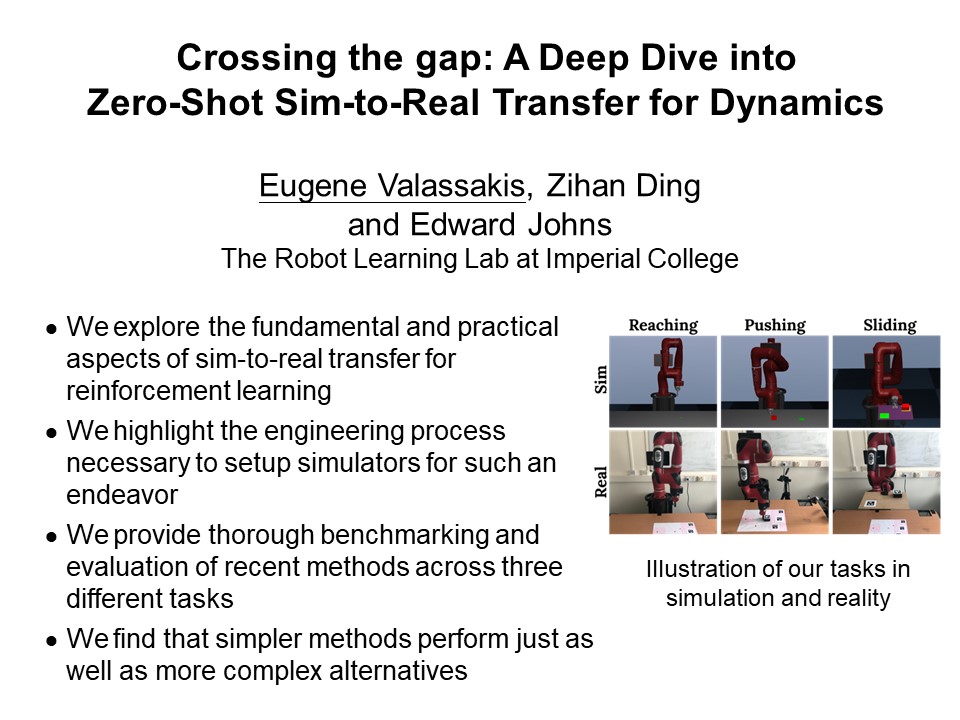 Crossing the gap: A Deep Dive into
Zero-Shot Sim-to-Real Transfer for Dynamics
Eugene Valassakis, Zihan Ding
and Edward Johns
The Robot Learning Lab at Imperial College
● We explore the fundamental and practical
aspects of sim-to-real transfer for
reinforcement learning
● We highlight the engineering process
necessary to setup simulators for such an
endeavor
● We provide thorough benchmarking and
evaluation of recent methods across three
different tasks
● We find that simpler methods perform just as
well as more complex alternatives
Reaching Pushing Sliding
Sim
Real
Illustration of our tasks in
simulation and reality